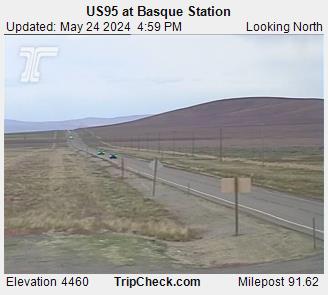 US95 at Basque Station
Updated: May 24 2024 4:59 PM Looking North
Elevation 4460 TripCheck.com Milepost 91.62